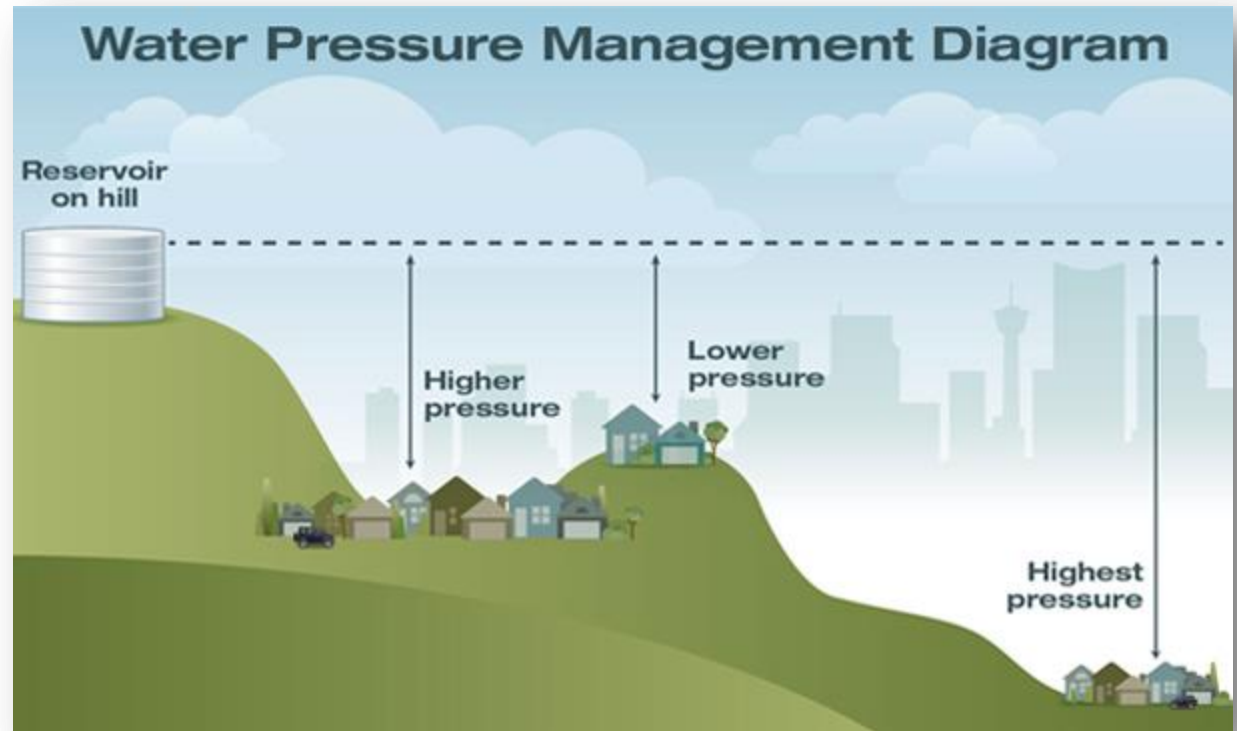 Water Pressure Management Diagram
Reservoir
on hill
Higher
pressure
Lower
pressure
Highest
pressure